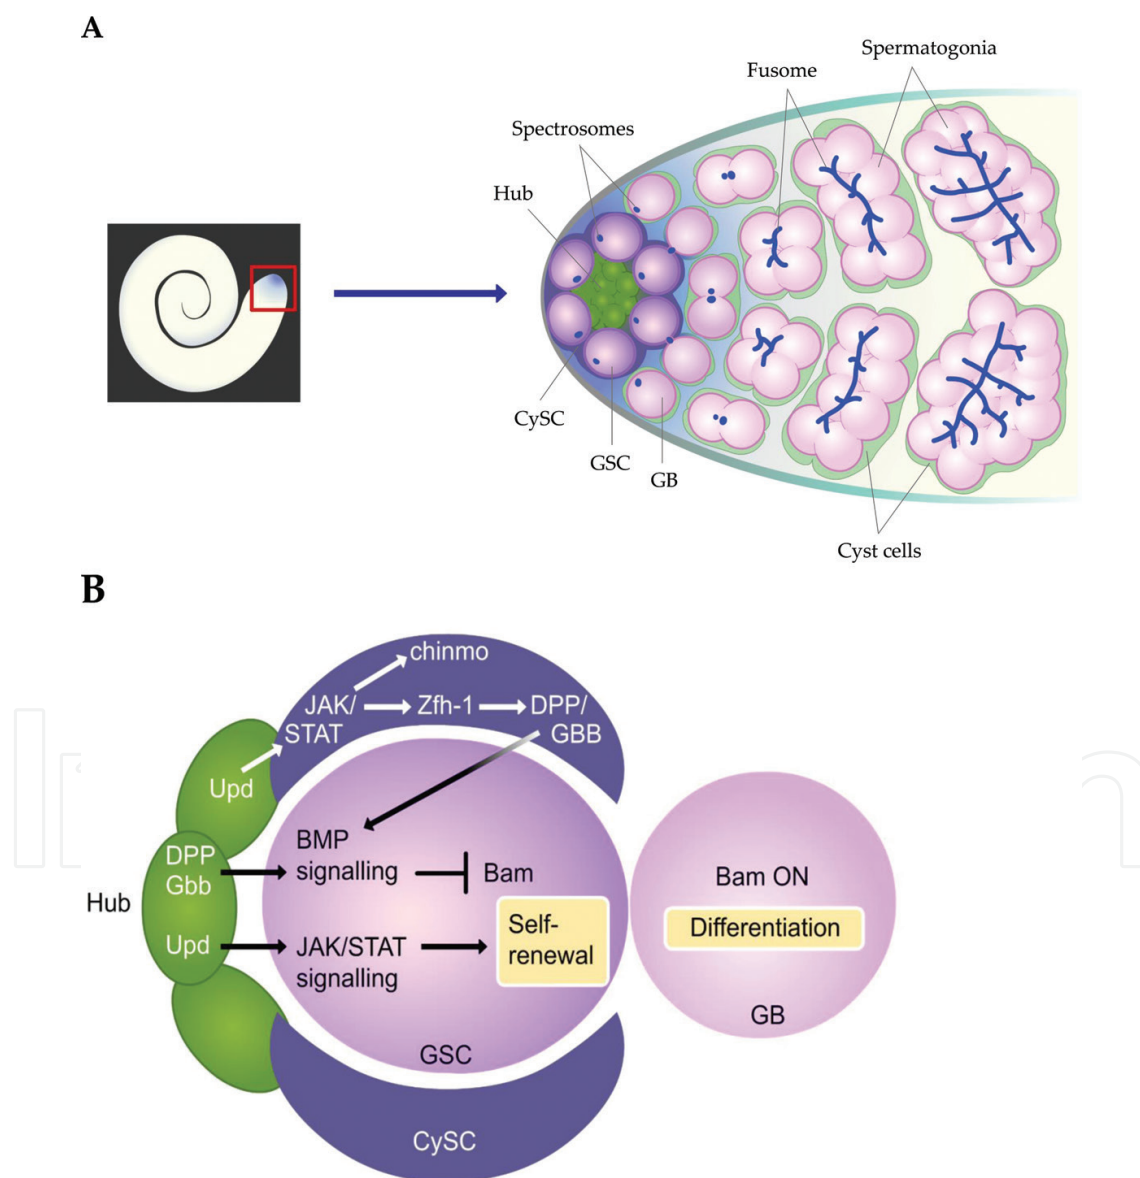 A
Spermatogonia
Fusome
Spectrosomes
Hub
CySC
GSC
GB
Cyst cells
B
chinmo
JAK/
STAT
Zfh-1
DPP/
GBB
Upd
BMP
signalling
Bam
DPP
Gbb
Hub
Upd
JAK/STAT
signalling
Self-
renewal
GSC
CySC
Bam ON
Differentiation
GB